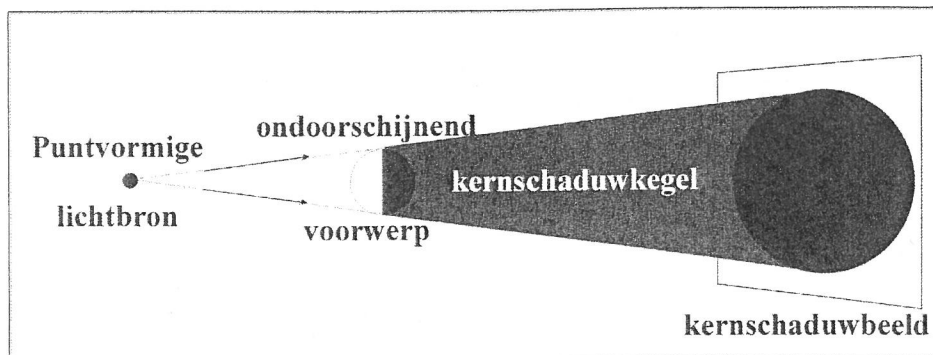 ondoorschijnend
Puntvormige
kernschaduwkegel
lichtbron
voorwerp
kernschaduwbeeld